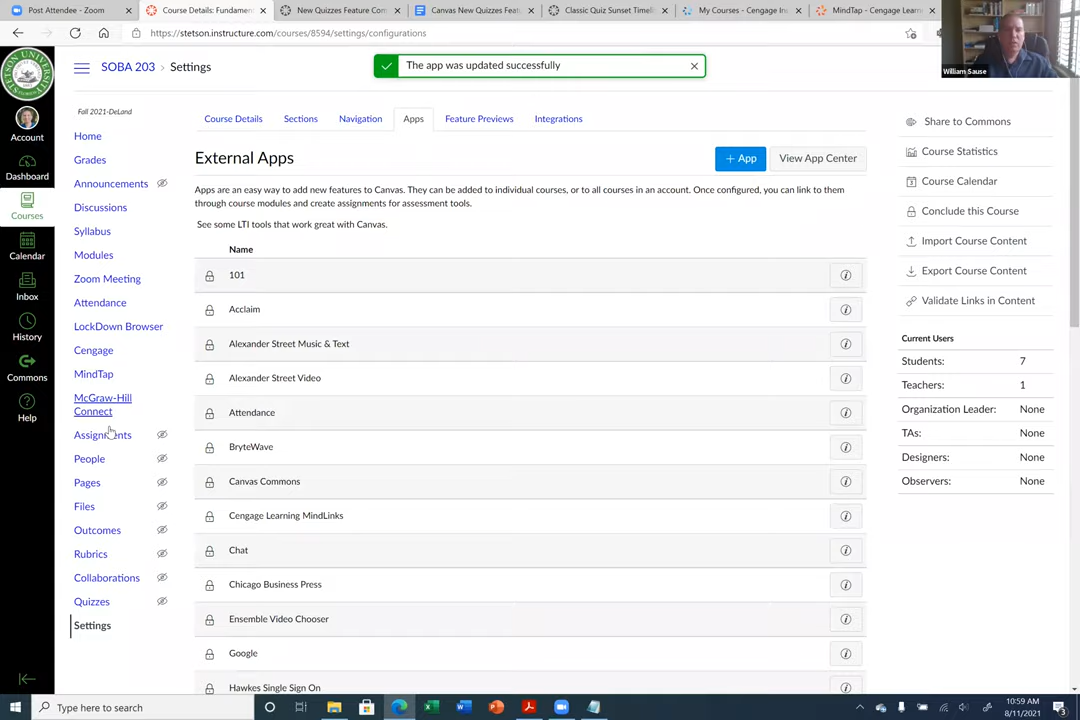 Post Attendee - Zoom
Course Details: Fundamen
New Quizzes Feature Com
Canvas New Quizzes Featu
Classic Quiz Sunset Timelin
My Courses - Cengage Ins
MindTap - Cengage Learn
https://stetson.instructure.com/courses/8594/settings/configurations
William Sause
STETSON UNIVERSITY
Account
Dashboard
Courses
Calendar
Inbox
History
Commons
Help
SOBA 203 › Settings
The app was updated successfully
Fall 2021-DeLand
Home
Grades
Announcements
Discussions
Syllabus
Modules
Zoom Meeting
Attendance
LockDown Browser
Cengage
MindTap
McGraw-Hill
Connect
Assignments
People
Pages
Files
Outcomes
Rubrics
Collaborations
Quizzes
Settings
Course Details
Sections
Navigation
Apps
Feature Previews
Integrations
External Apps
+ App
View App Center
Apps are an easy way to add new features to Canvas. They can be added to individual courses, or to all courses in an account. Once configured, you can link to them
through course modules and create assignments for assessment tools.
See some LTI tools that work great with Canvas.
Name
101
Acclaim
Alexander Street Music & Text
Alexander Street Video
Attendance
BryteWave
Canvas Commons
Cengage Learning MindLinks
Chat
Chicago Business Press
Ensemble Video Chooser
Google
Hawkes Single Sign On
Share to Commons
Course Statistics
Course Calendar
Conclude this Course
Import Course Content
Export Course Content
Validate Links in Content
Current Users
Students: 7
Teachers: 1
Organization Leader: None
TAs: None
Designers: None
Observers: None
Type here to search
10:59 AM
8/11/2021
3